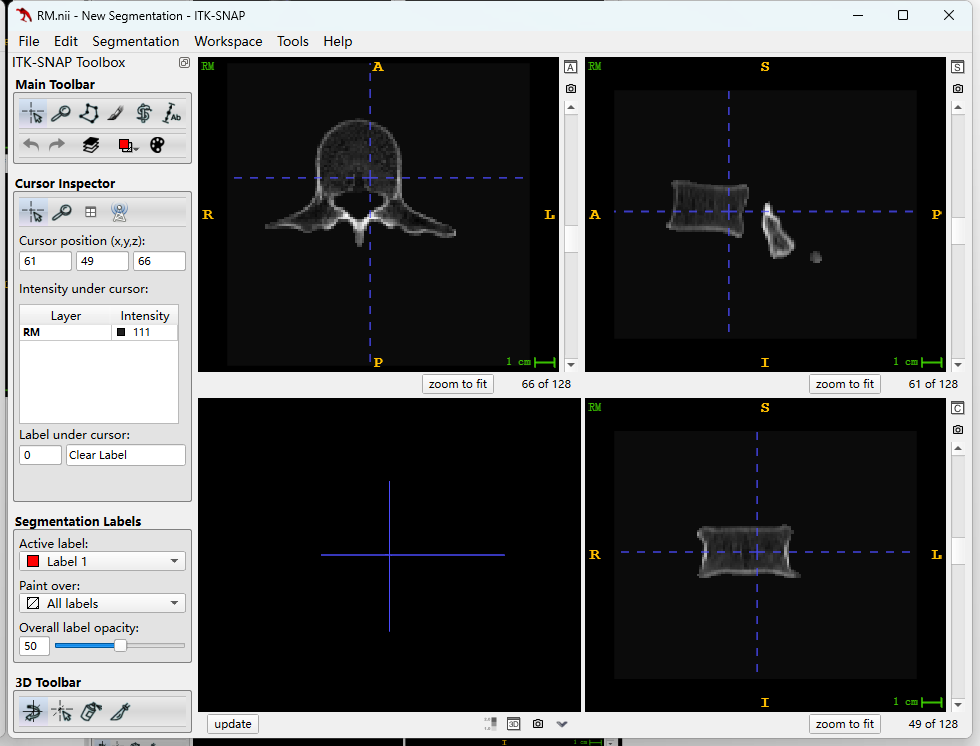 RM.nii - New Segmentation - ITK-SNAP
File Edit Segmentation Workspace Tools Help
ITK-SNAP Toolbox
Main Toolbar
Ab
Cursor Inspector
Cursor position (x,y,z):
61 49 66
Intensity under cursor:
Layer Intensity
RM 111
Label under cursor:
0 Clear Label
Segmentation Labels
Active label:
Label 1
Paint over:
All labels
Overall label opacity:
50
3D Toolbar
RM A A
R L
P 1 cm
zoom to fit 66 of 128
RM S S
A P
I 1 cm
zoom to fit 61 of 128
update 3D
RM S C
R L
I 1 cm
zoom to fit 49 of 128